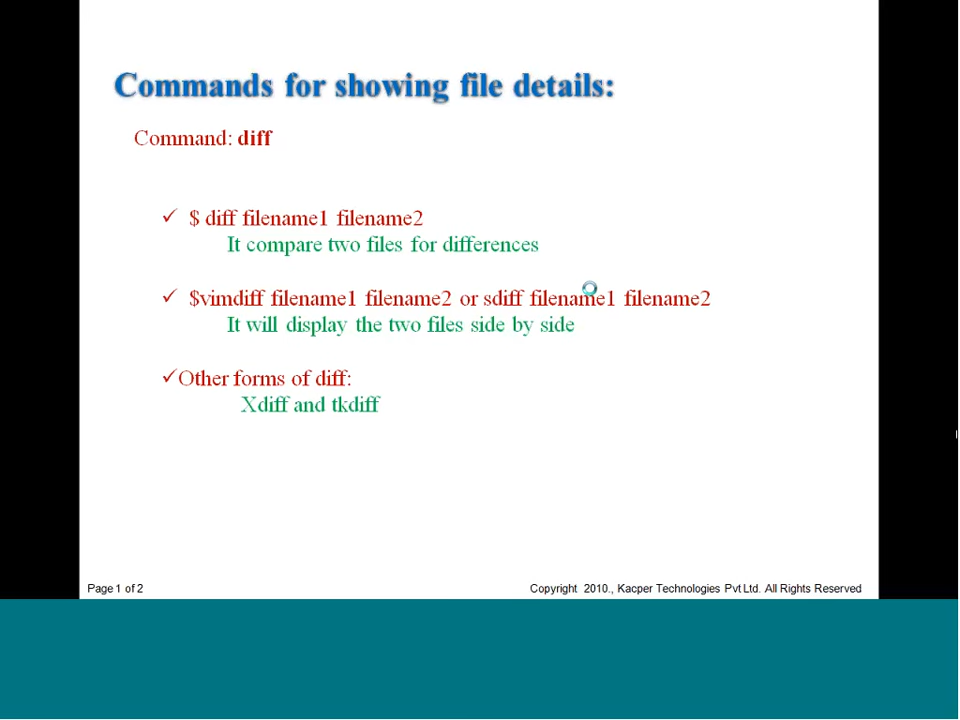 Commands for showing file details:
Command: diff
✓ $ diff filename1 filename2
It compare two files for differences
✓ $vimdiff filename1 filename2 or sdiff filename1 filename2
It will display the two files side by side
✓Other forms of diff:
Xdiff and tkdiff
Page 1 of 2
Copyright 2010., Kacper Technologies Pvt Ltd. All Rights Reserved